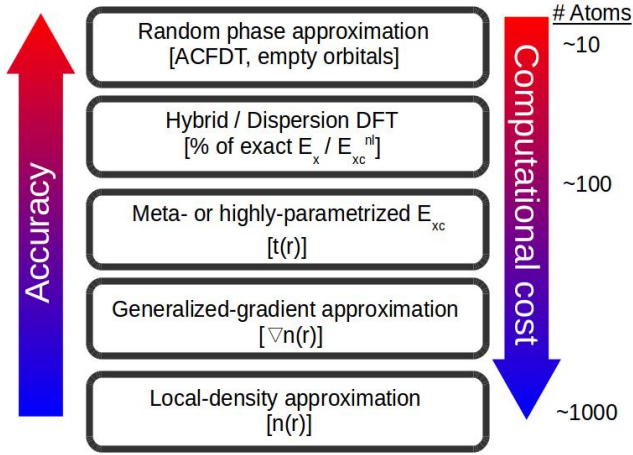 # Atoms
Random phase approximation
[ACFDT, empty orbitals]
~10
Hybrid / Dispersion DFT
[% of exact Eₓ / Eₓc^nl]
~100
Meta- or highly-parametrized Exc
[t(r)]
Generalized-gradient approximation
[▽n(r)]
Local-density approximation
[n(r)]
~1000
Accuracy
Computational cost